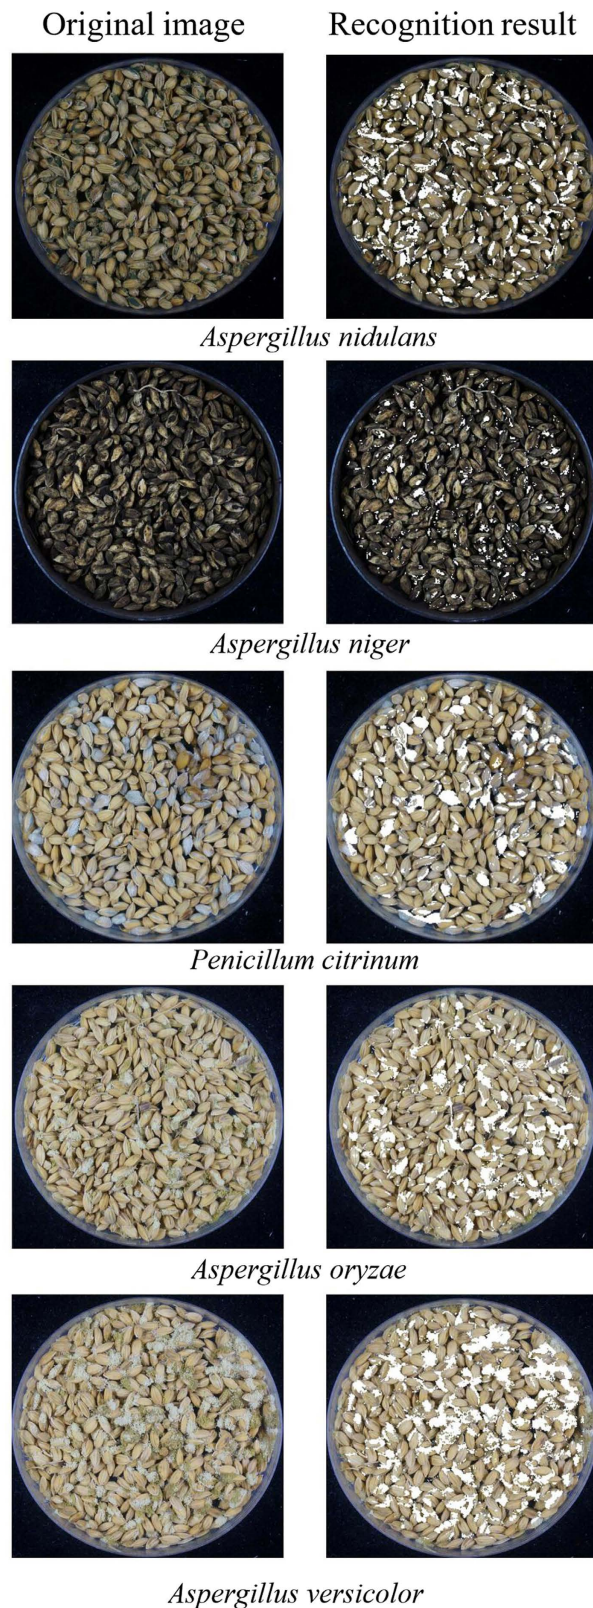 Original image
Recognition result
Aspergillus nidulans
Aspergillus niger
Penicillum citrinum
Aspergillus oryzae
Aspergillus versicolor